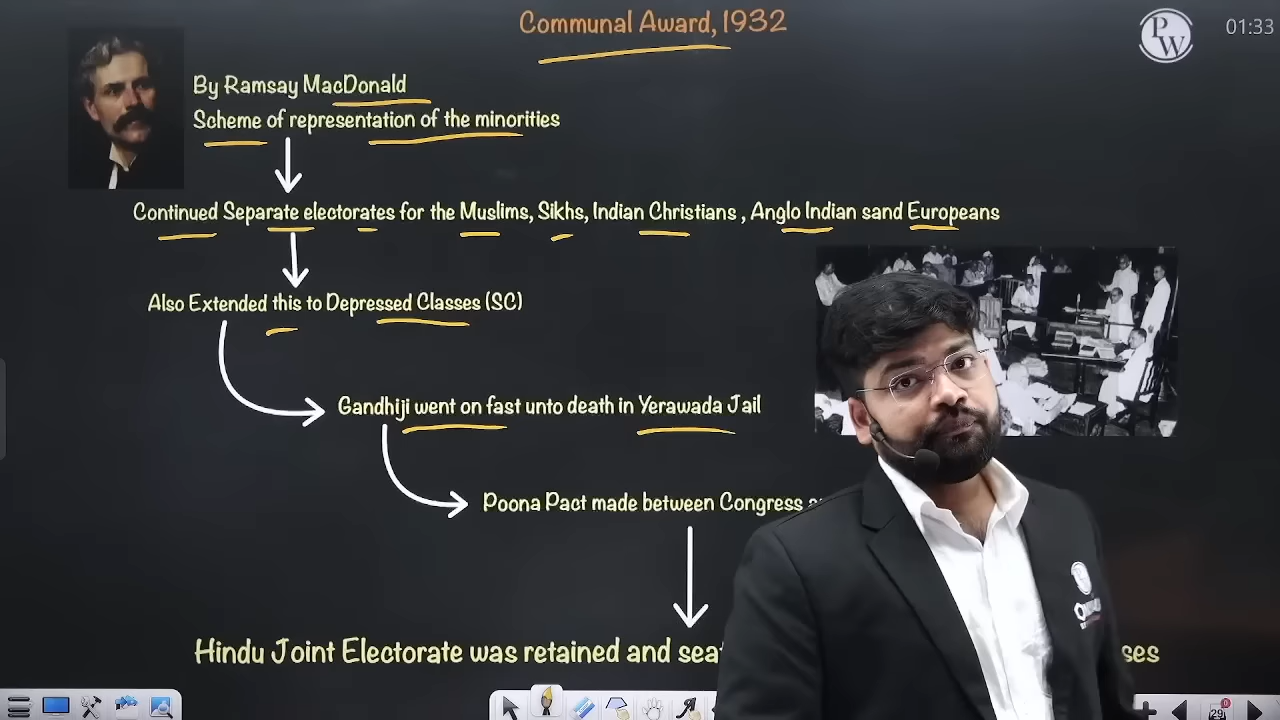 Communal Award, 1932
PW
01:33
By Ramsay MacDonald
Scheme of representation of the minorities
Continued Separate electorates for the Muslims, Sikhs, Indian Christians , Anglo Indian sand Europeans
Also Extended this to Depressed Classes (SC)
Gandhiji went on fast unto death in Yerawada Jail
Poona Pact made between Congress
Hindu Joint Electorate was retained and
29